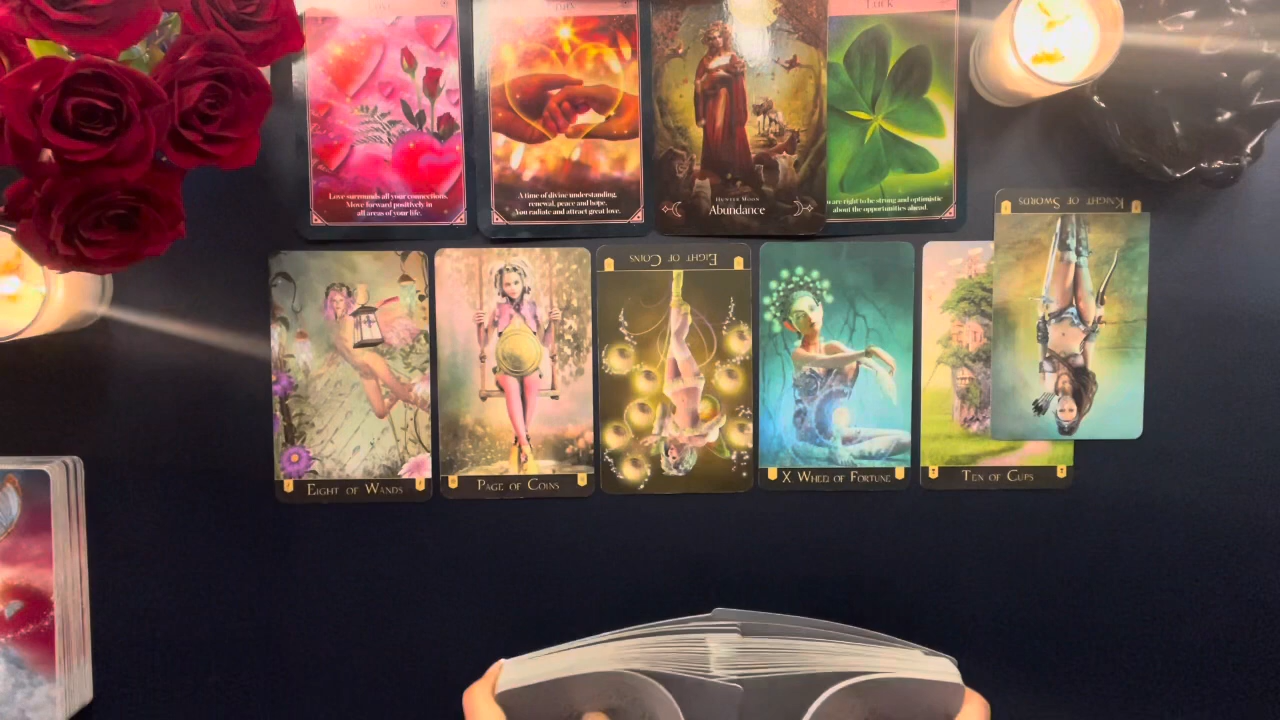 Love surrounds all your connections.
Move forward positively in
all areas of your life.
A time of divine understanding,
renewal, peace and hope.
You radiate and attract great love.
Hunter Moon
Abundance
Luck
are right to be strong and optimistic
about the opportunities ahead.
Knight of Swords
Eight of Wands
Page of Coins
Eight of Coins
X Wheel of Fortune
Ten of Cups